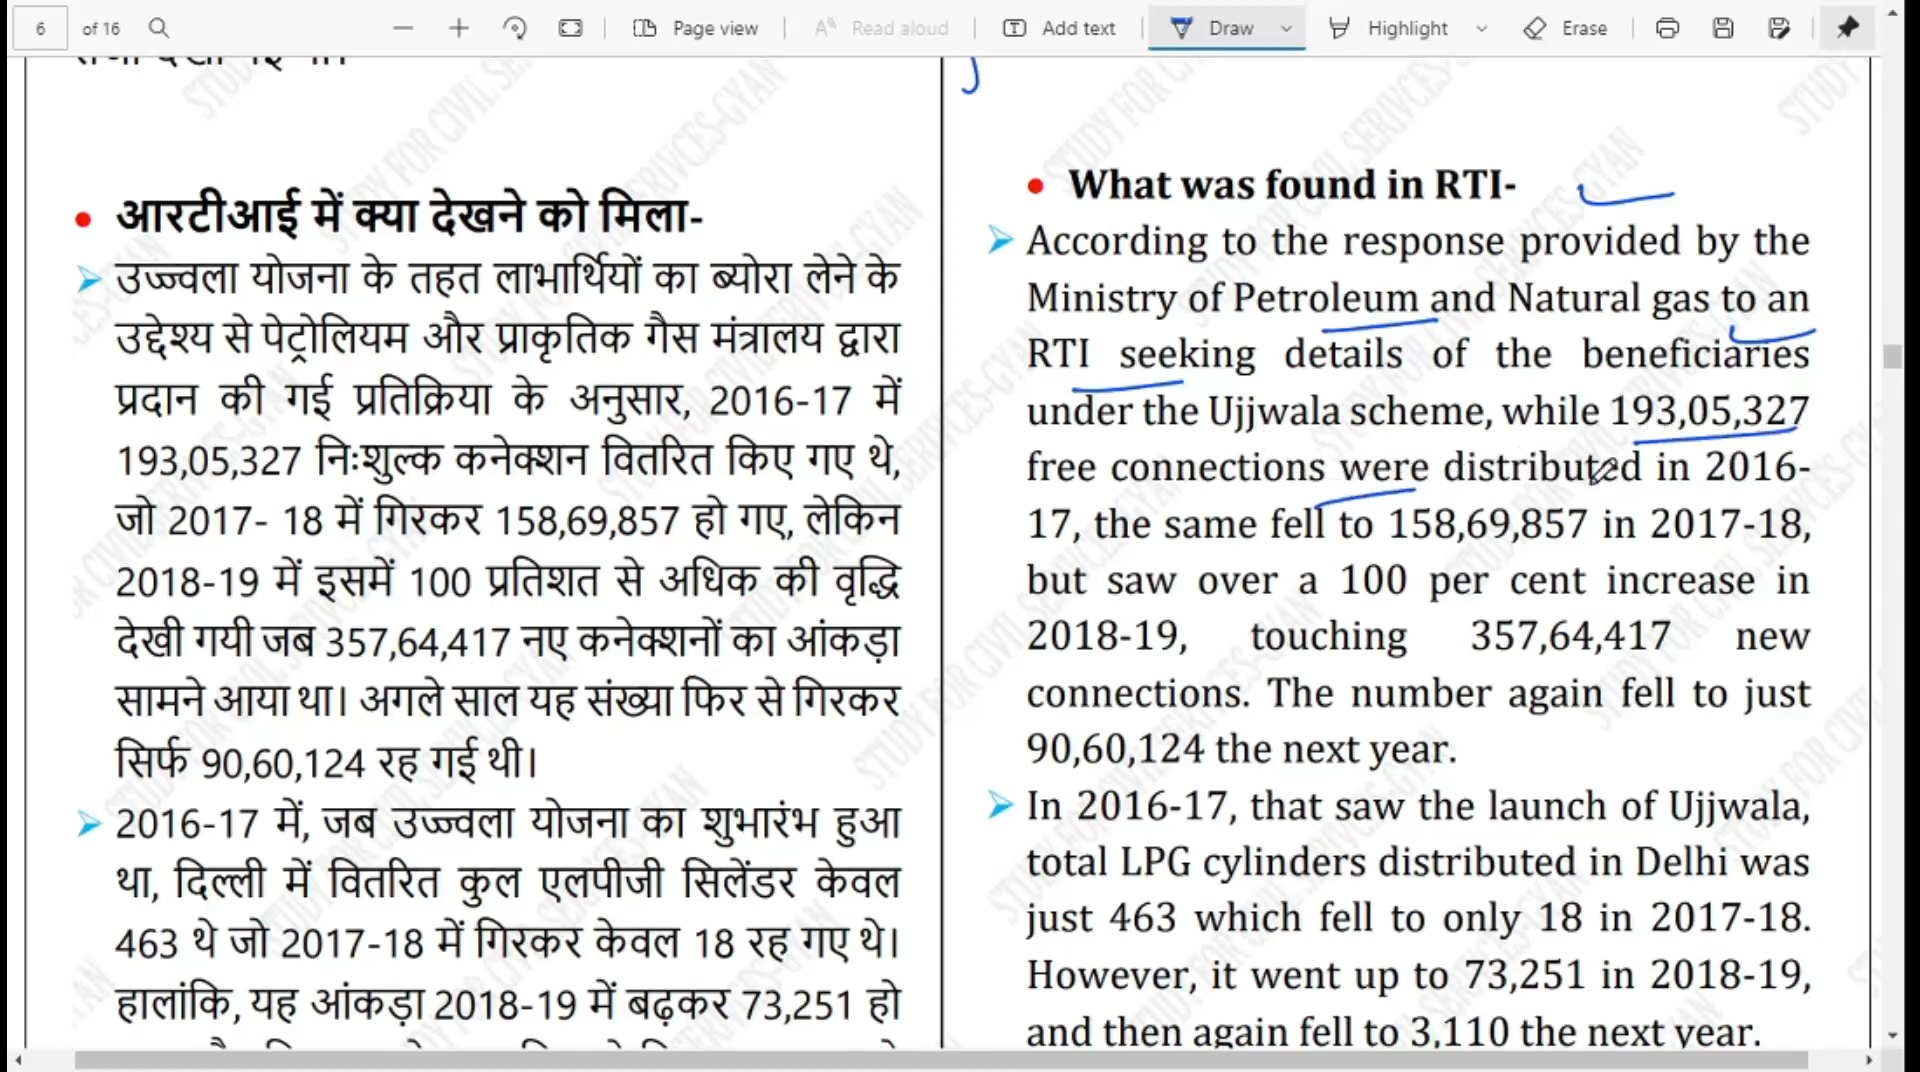 6 of 16 Page view Read aloud Add text Draw Highlight Erase
आरटीआई में क्या देखने को मिला-
उज्ज्वला योजना के तहत लाभार्थियों का ब्योरा लेने के
उद्देश्य से पेट्रोलियम और प्राकृतिक गैस मंत्रालय द्वारा
प्रदान की गई प्रतिक्रिया के अनुसार, 2016-17 में
193,05,327 निःशुल्क कनेक्शन वितरित किए गए थे,
जो 2017- 18 में गिरकर 158,69,857 हो गए, लेकिन
2018-19 में इसमें 100 प्रतिशत से अधिक की वृद्धि
देखी गयी जब 357,64,417 नए कनेक्शनों का आंकड़ा
सामने आया था। अगले साल यह संख्या फिर से गिरकर
सिर्फ 90,60,124 रह गई थी।
2016-17 में, जब उज्ज्वला योजना का शुभारंभ हुआ
था, दिल्ली में वितरित कुल एलपीजी सिलेंडर केवल
463 थे जो 2017-18 में गिरकर केवल 18 रह गए थे।
हालांकि, यह आंकड़ा 2018-19 में बढ़कर 73,251 हो
What was found in RTI-
According to the response provided by the
Ministry of Petroleum and Natural gas to an
RTI seeking details of the beneficiaries
under the Ujjwala scheme, while 193,05,327
free connections were distributed in 2016-
17, the same fell to 158,69,857 in 2017-18,
but saw over a 100 per cent increase in
2018-19, touching 357,64,417 new
connections. The number again fell to just
90,60,124 the next year.
In 2016-17, that saw the launch of Ujjwala,
total LPG cylinders distributed in Delhi was
just 463 which fell to only 18 in 2017-18.
However, it went up to 73,251 in 2018-19,
and then again fell to 3,110 the next year.